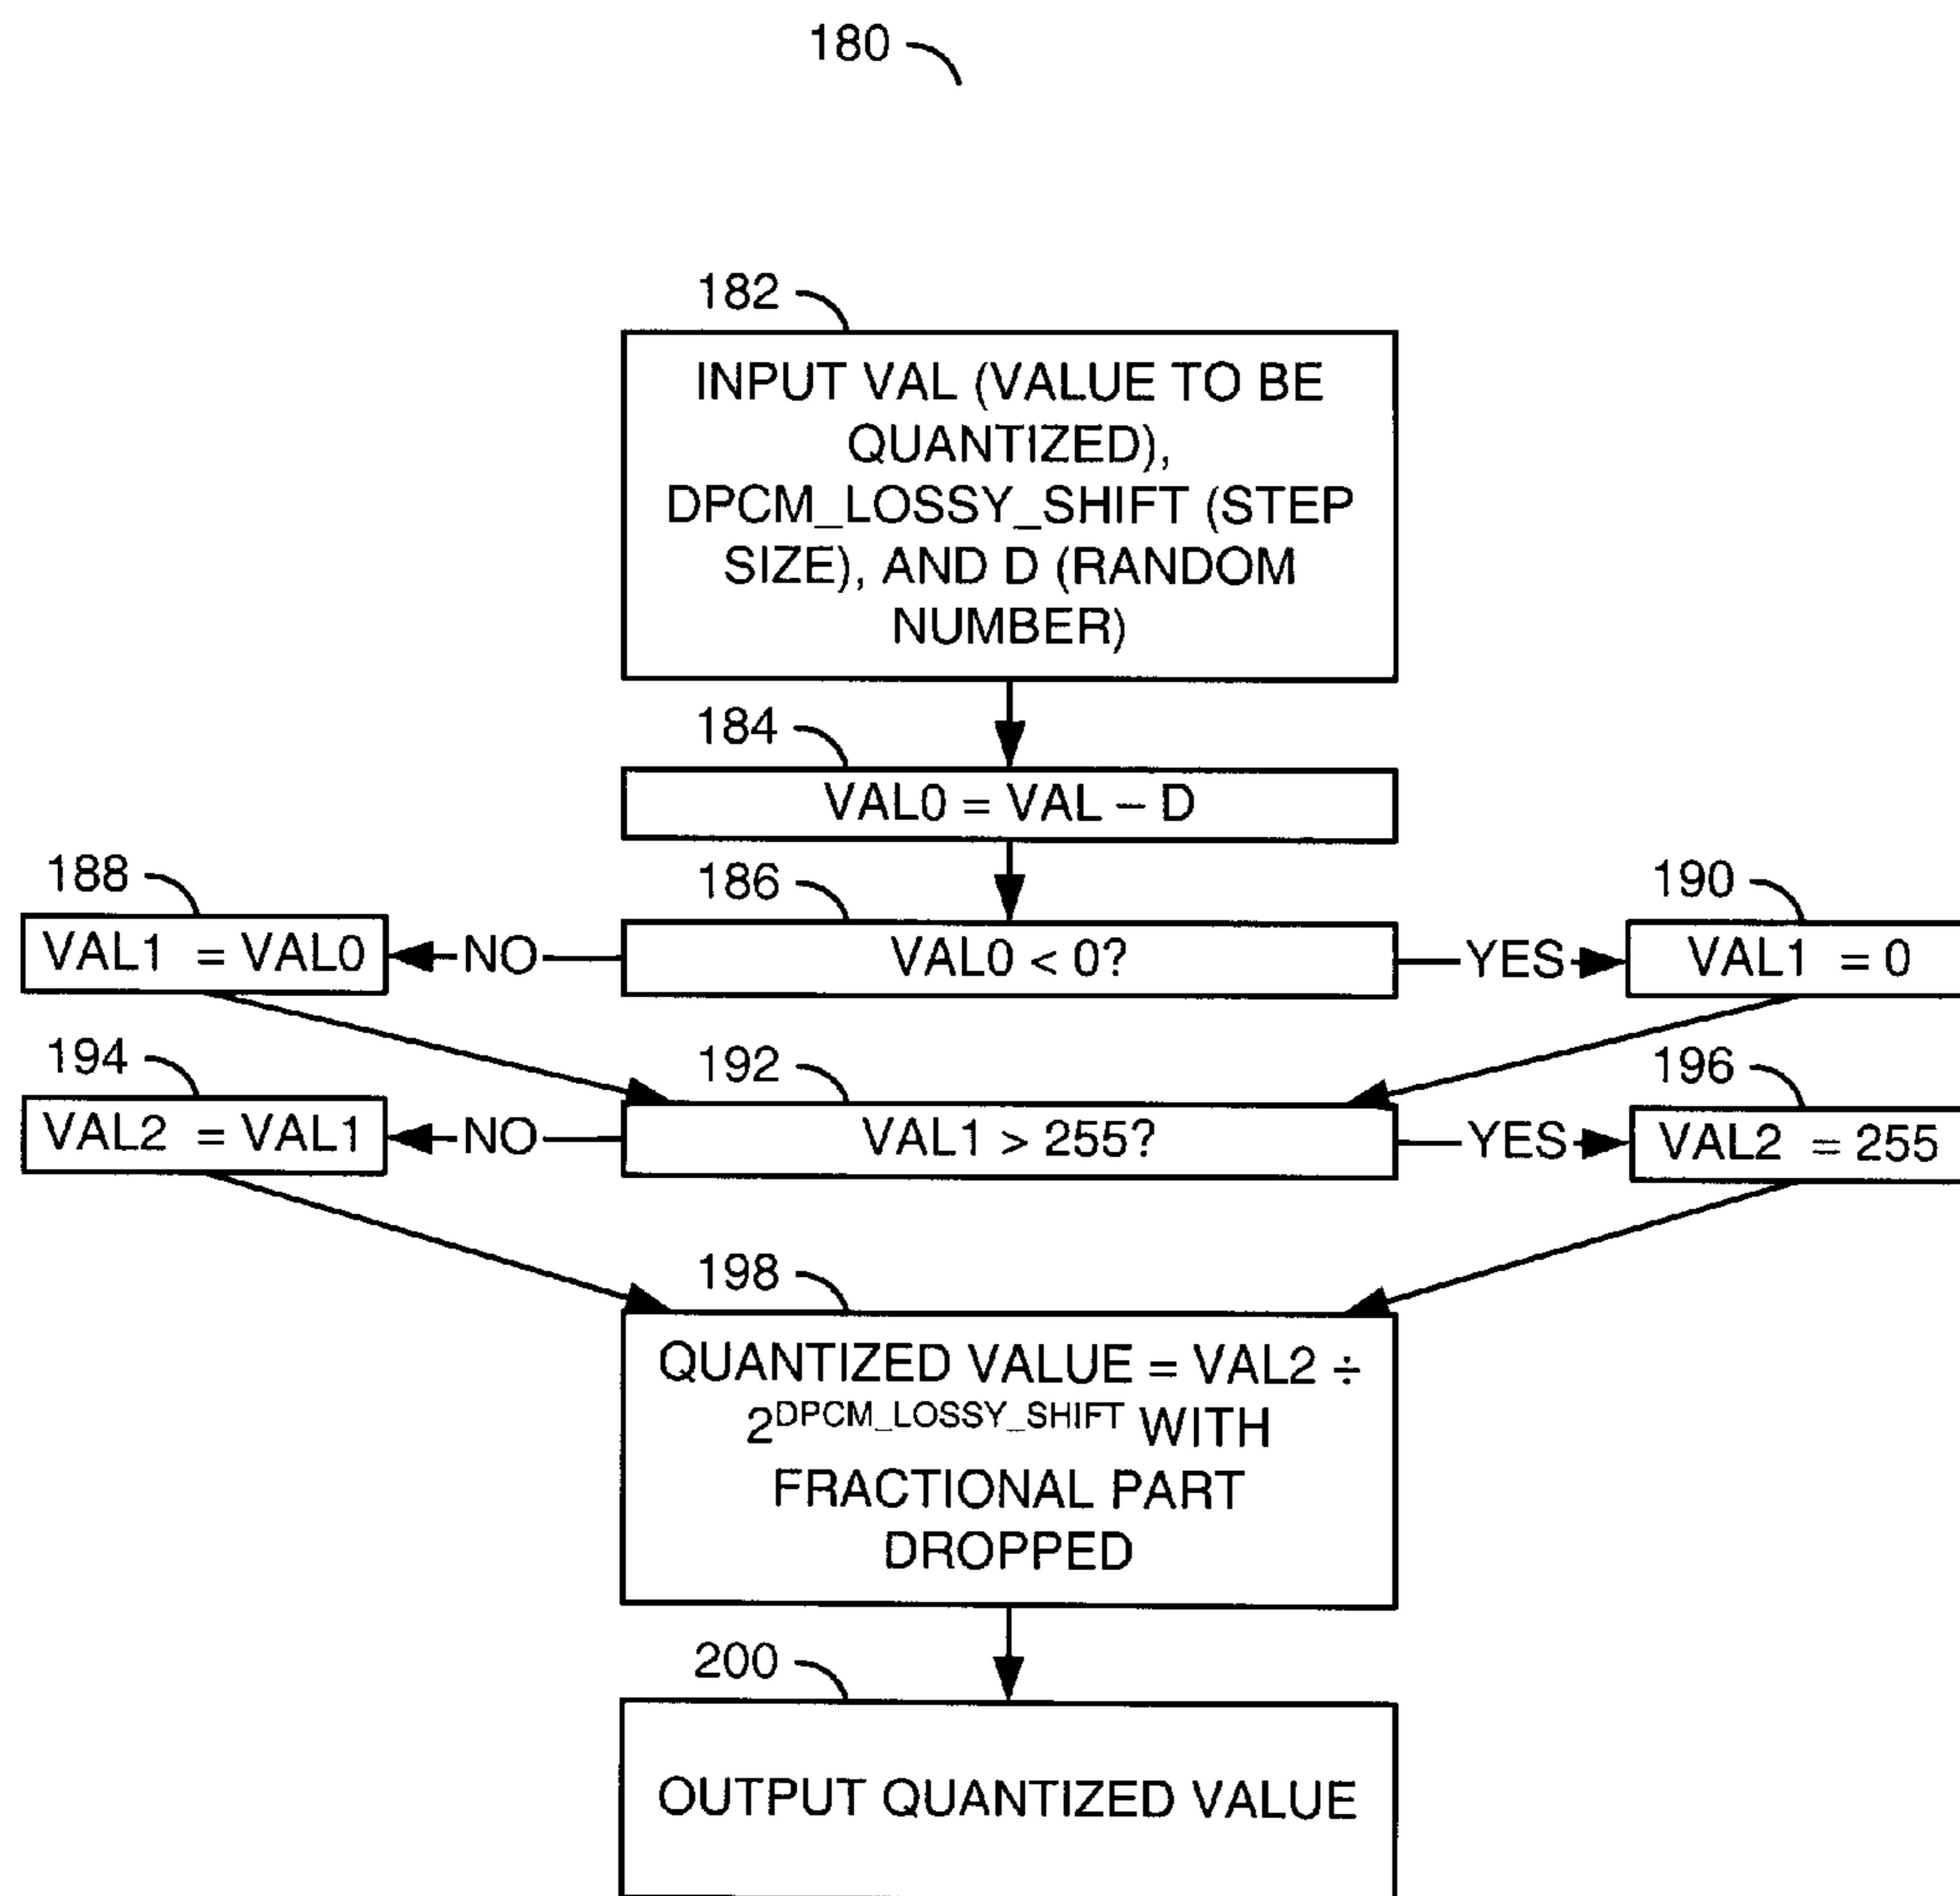 180
182
INPUT VAL (VALUE TO BE
QUANTIZED),
DPCM_LOSSY_SHIFT (STEP
SIZE), AND D (RANDOM
NUMBER)
184
VAL0 = VAL – D
186
VAL0 < 0?
NO
188
VAL1 = VAL0
YES
190
VAL1 = 0
192
VAL1 > 255?
NO
194
VAL2 = VAL1
YES
196
VAL2 = 255
198
QUANTIZED VALUE = VAL2 ÷
2^DPCM_LOSSY_SHIFT WITH
FRACTIONAL PART
DROPPED
200
OUTPUT QUANTIZED VALUE